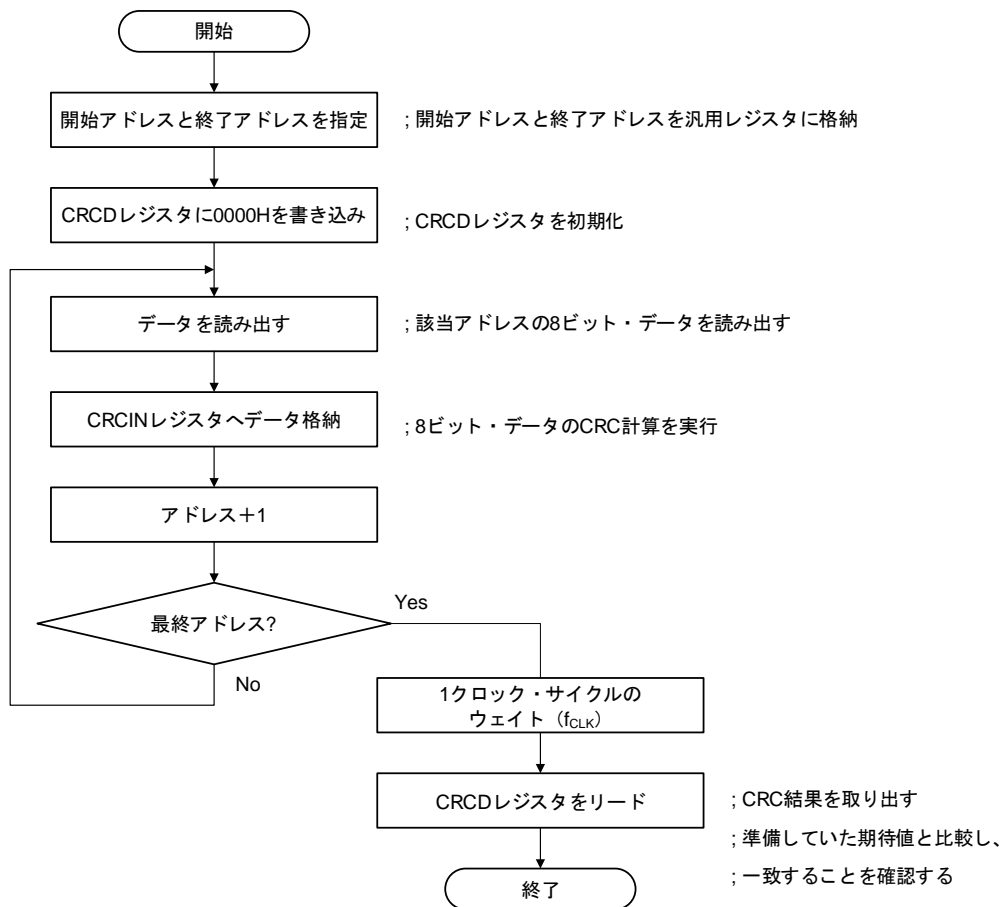 開始
開始アドレスと終了アドレスを指定
; 開始アドレスと終了アドレスを汎用レジスタに格納
CRCDレジスタに0000Hを書き込み
; CRCDレジスタを初期化
データを読み出す
; 該当アドレスの8ビット・データを読み出す
CRCINレジスタへデータ格納
; 8ビット・データのCRC計算を実行
アドレス＋1
最終アドレス?
Yes
No
1クロック・サイクルの
ウェイト（fCLK）
CRCDレジスタをリード
; CRC結果を取り出す
; 準備していた期待値と比較し、
; 一致することを確認する
終了